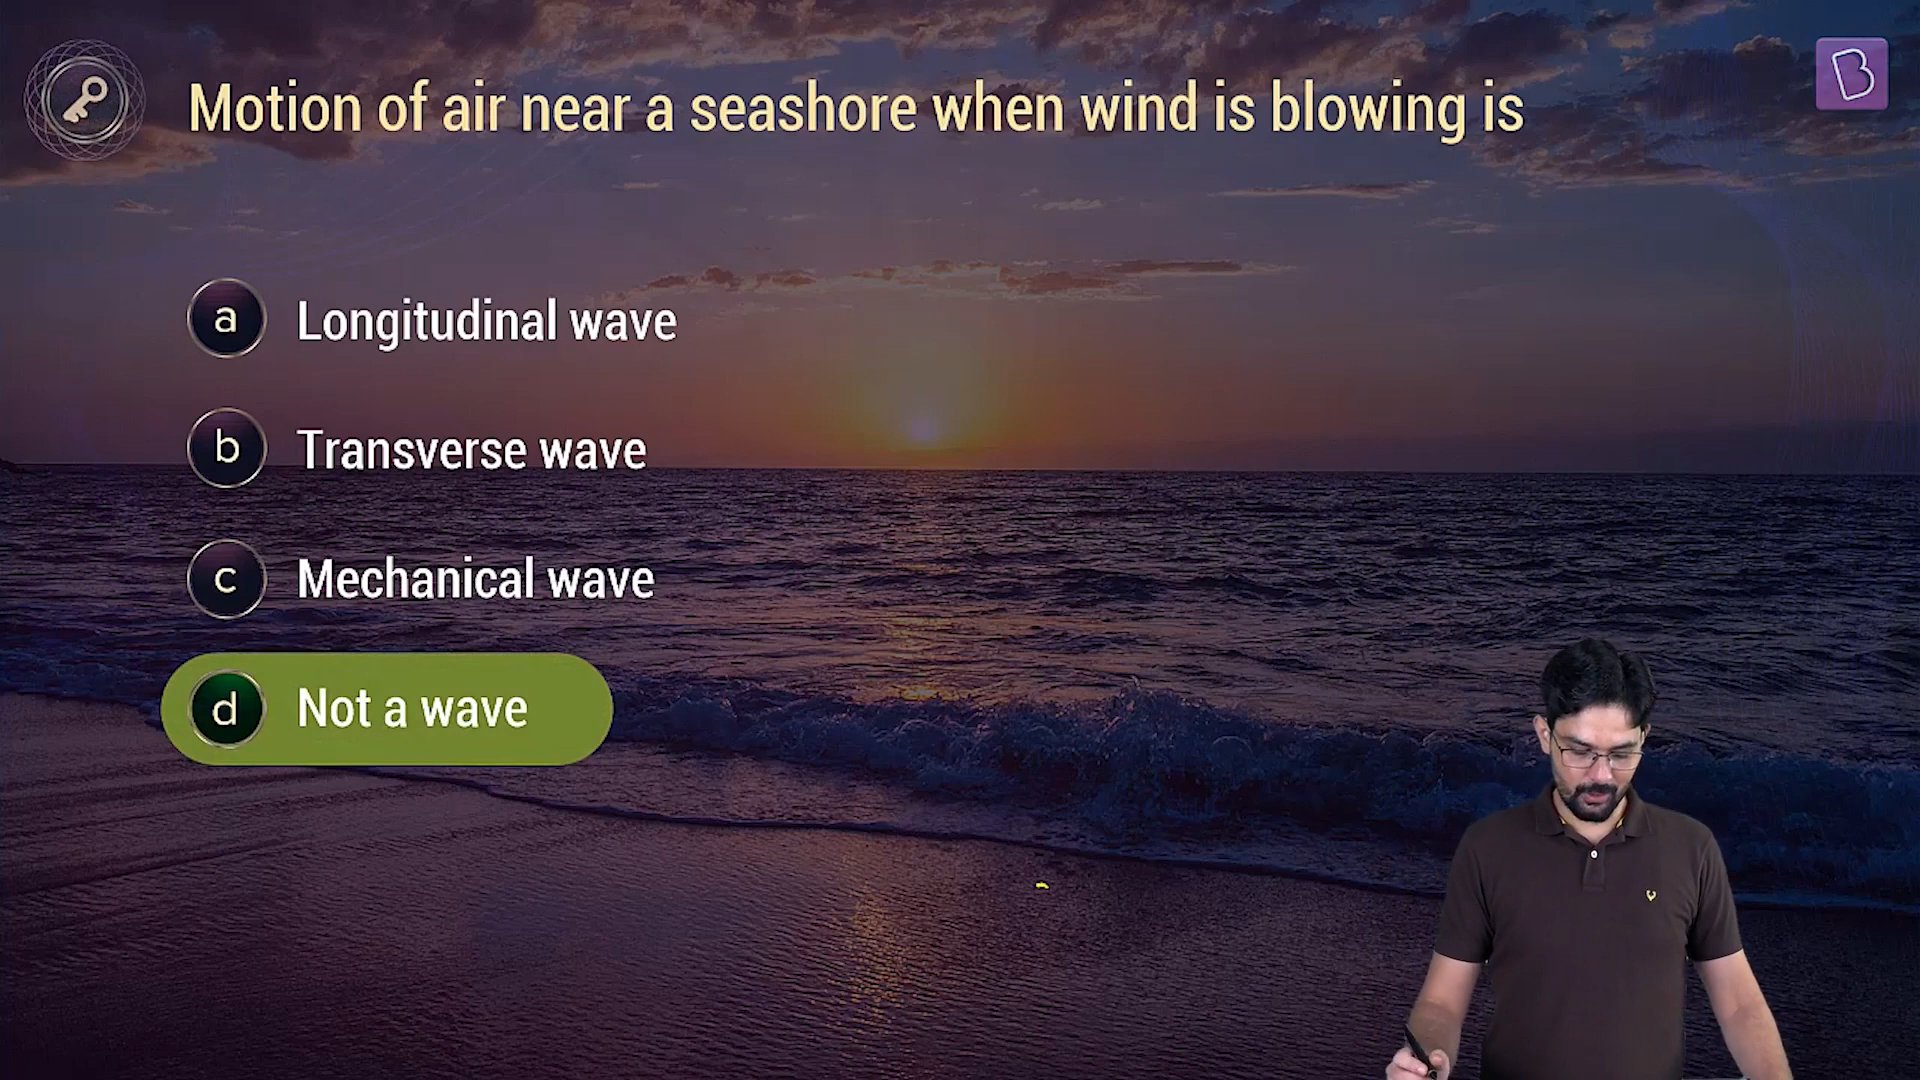 Motion of air near a seashore when wind is blowing is
B
a Longitudinal wave
b Transverse wave
c Mechanical wave
d Not a wave